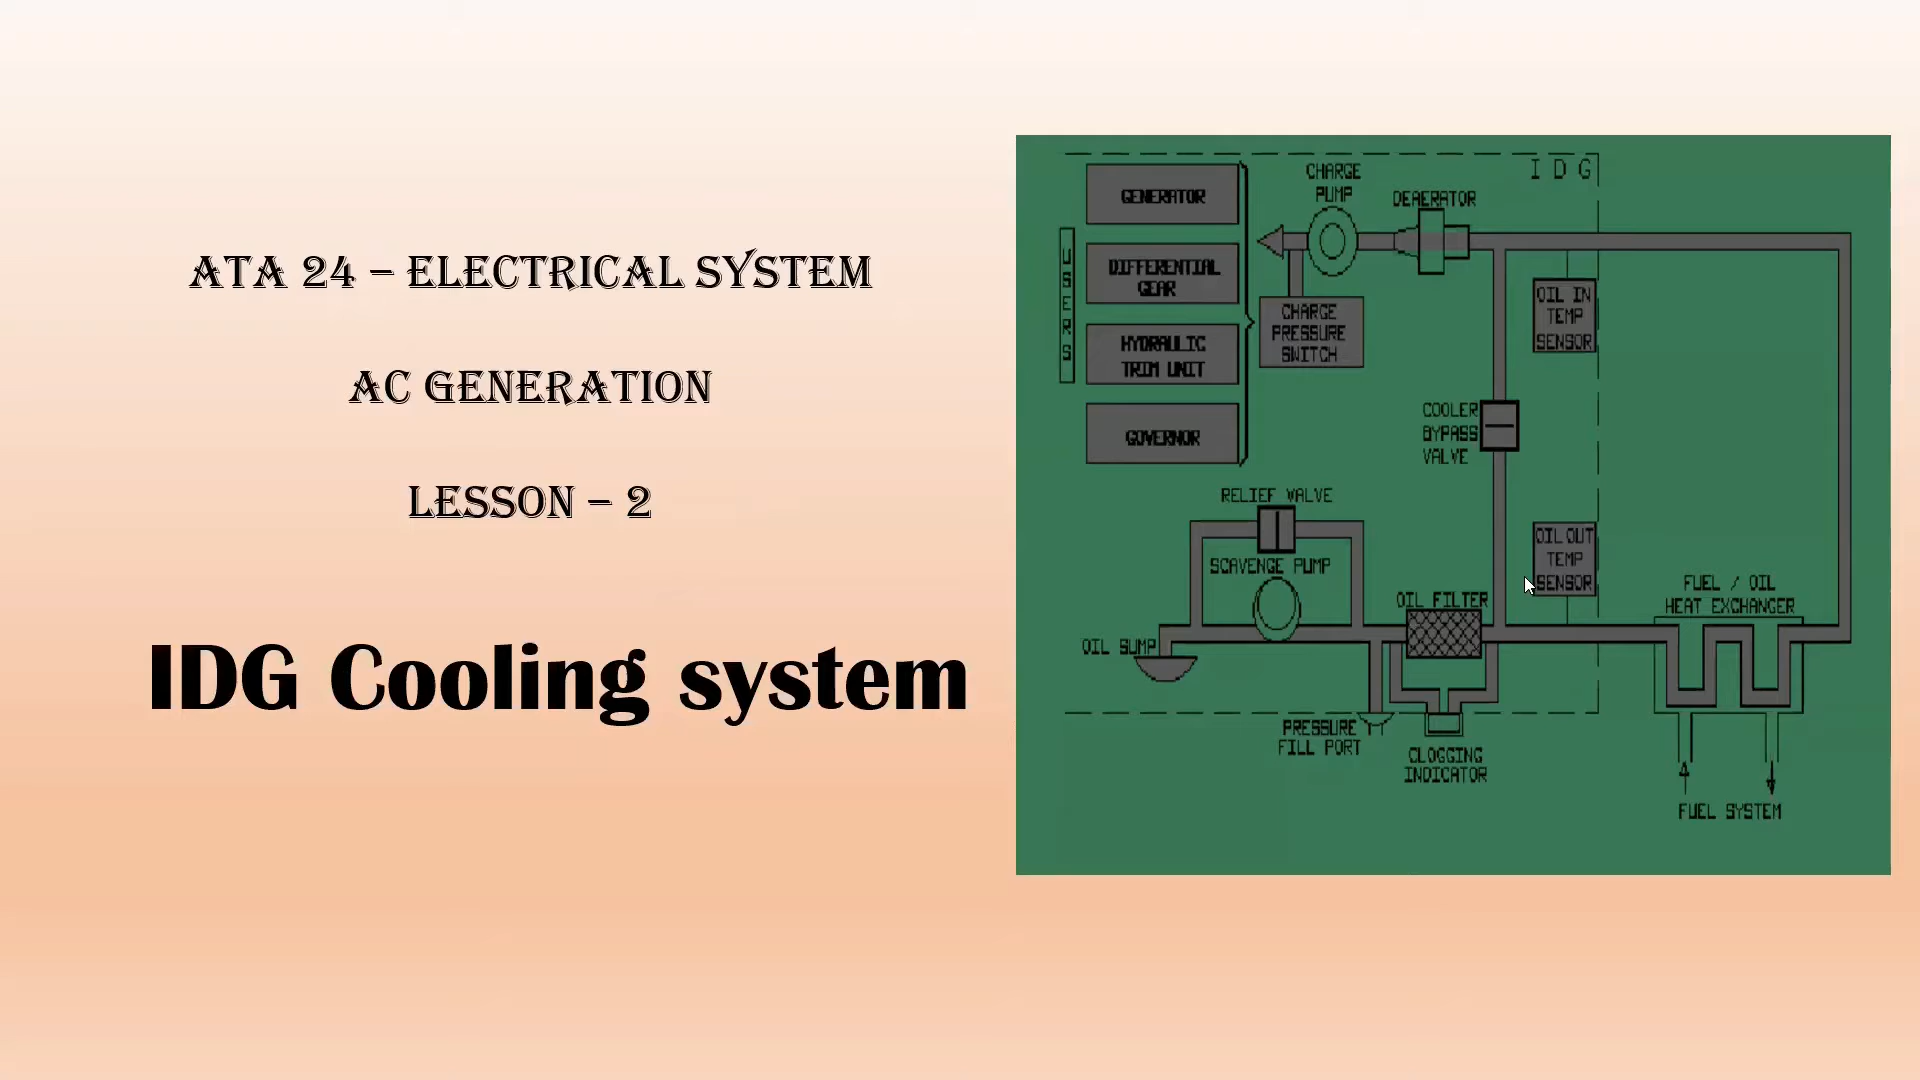 ATA 24 – ELECTRICAL SYSTEM
AC GENERATION
LESSON – 2
IDG Cooling system
I D G
CHARGE
PUMP
DEAERATOR
GENERATOR
USERS
DIFFERENTIAL
GEAR
HYDRAULIC
TRIM UNIT
GOVERNOR
CHARGE
PRESSURE
SWITCH
OIL IN
TEMP
SENSOR
COOLER
BYPASS
VALVE
RELIEF VALVE
SCAVENGE PUMP
OIL OUT
TEMP
SENSOR
OIL FILTER
FUEL / OIL
HEAT EXCHANGER
OIL SUMP
PRESSURE
FILL PORT
CLOGGING
INDICATOR
FUEL SYSTEM